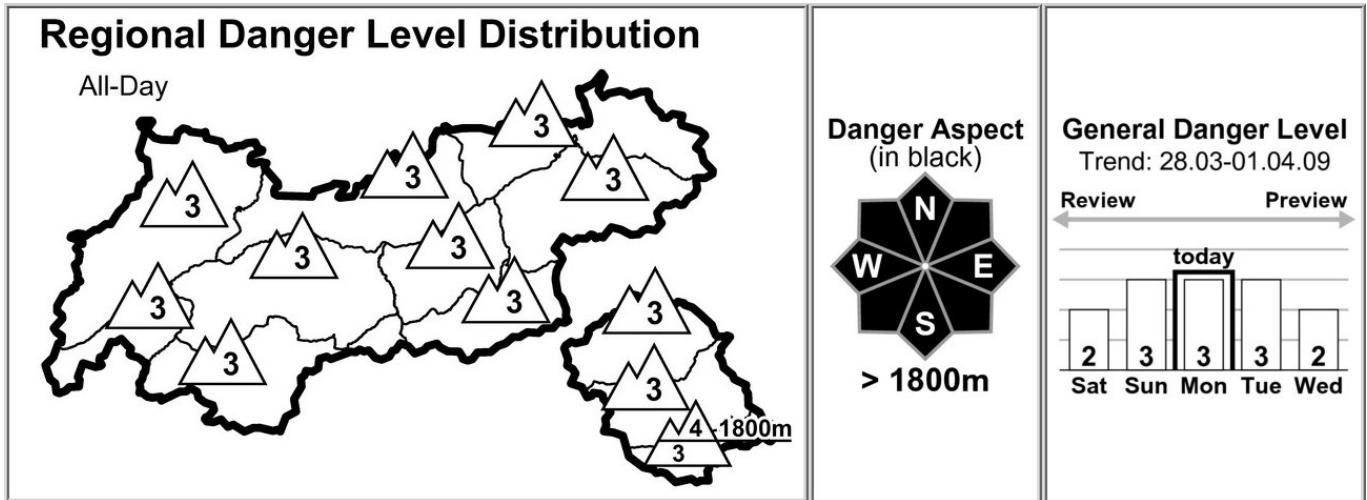 Regional Danger Level Distribution
All-Day
3
3
3
3
3
3
3
3
3
3
3
3
4 1800m
3
Danger Aspect
(in black)
N
W E
S
> 1800m
General Danger Level
Trend: 28.03-01.04.09
Review Preview
today
2 3 3 3 2
Sat Sun Mon Tue Wed